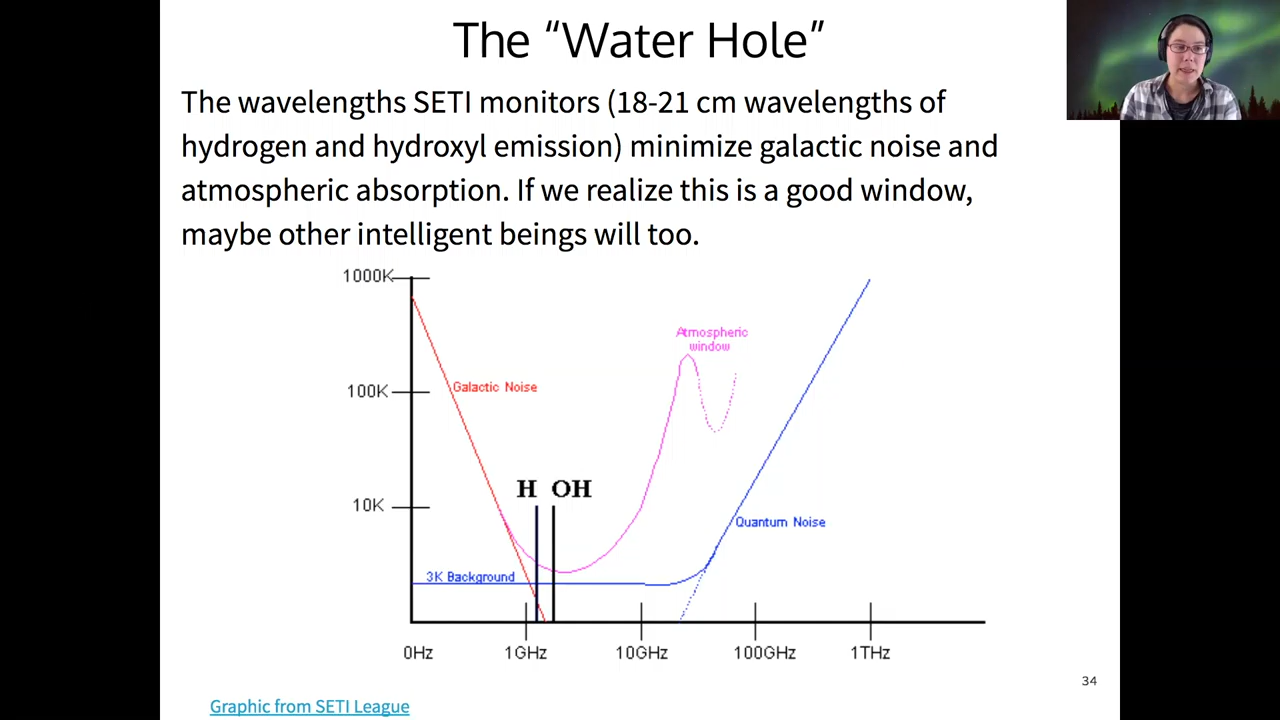 The “Water Hole”
The wavelengths SETI monitors (18-21 cm wavelengths of
hydrogen and hydroxyl emission) minimize galactic noise and
atmospheric absorption. If we realize this is a good window,
maybe other intelligent beings will too.
1000K
Atmospheric
window
100K
Galactic Noise
H OH
10K
Quantum Noise
3K Background
0Hz 1GHz 10GHz 100GHz 1THz
34
Graphic from SETI League